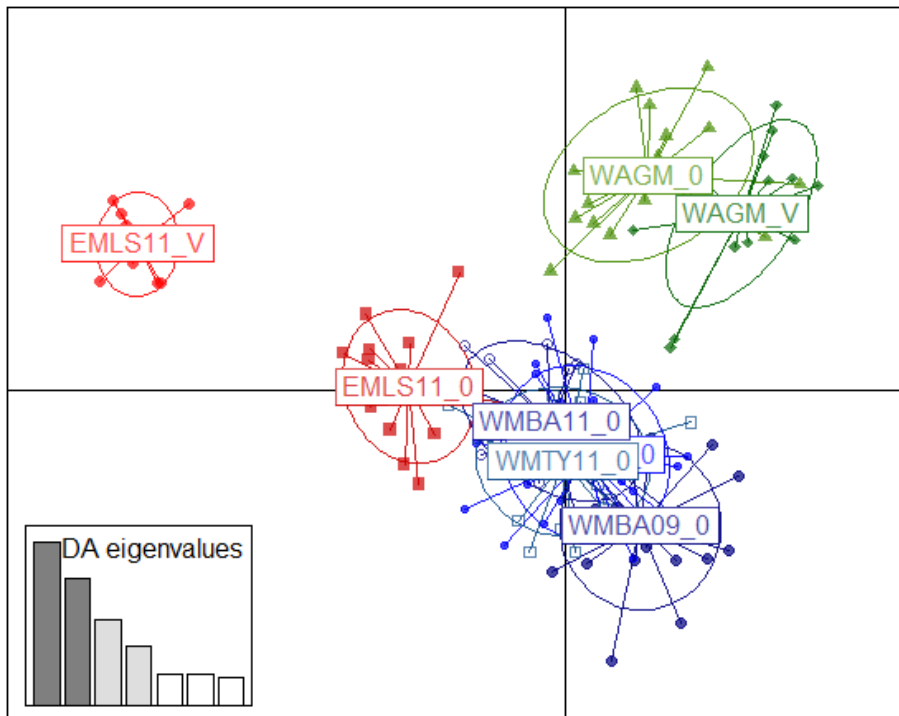 WAGM_0
WAGM_V
EMLS11_V
EMLS11_0
WMBA11_0
WMTY11_0
WMBA09_0
DA eigenvalues